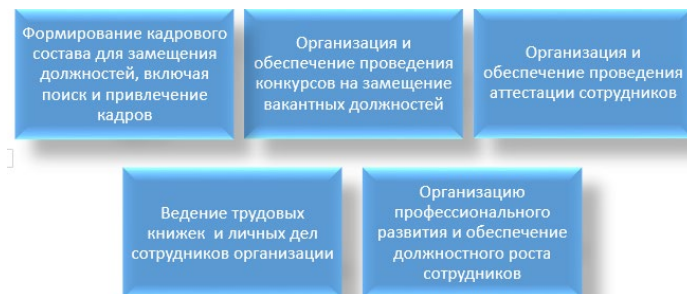 Формирование кадрового
состава для замещения
должностей, включая
поиск и привлечение
кадров
Организация и
обеспечение проведения
конкурсов на замещение
вакантных должностей
Организация и
обеспечение проведения
аттестации сотрудников
Ведение трудовых
книжек и личных дел
сотрудников организации
Организацию
профессионального
развития и обеспечение
должностного роста
сотрудников